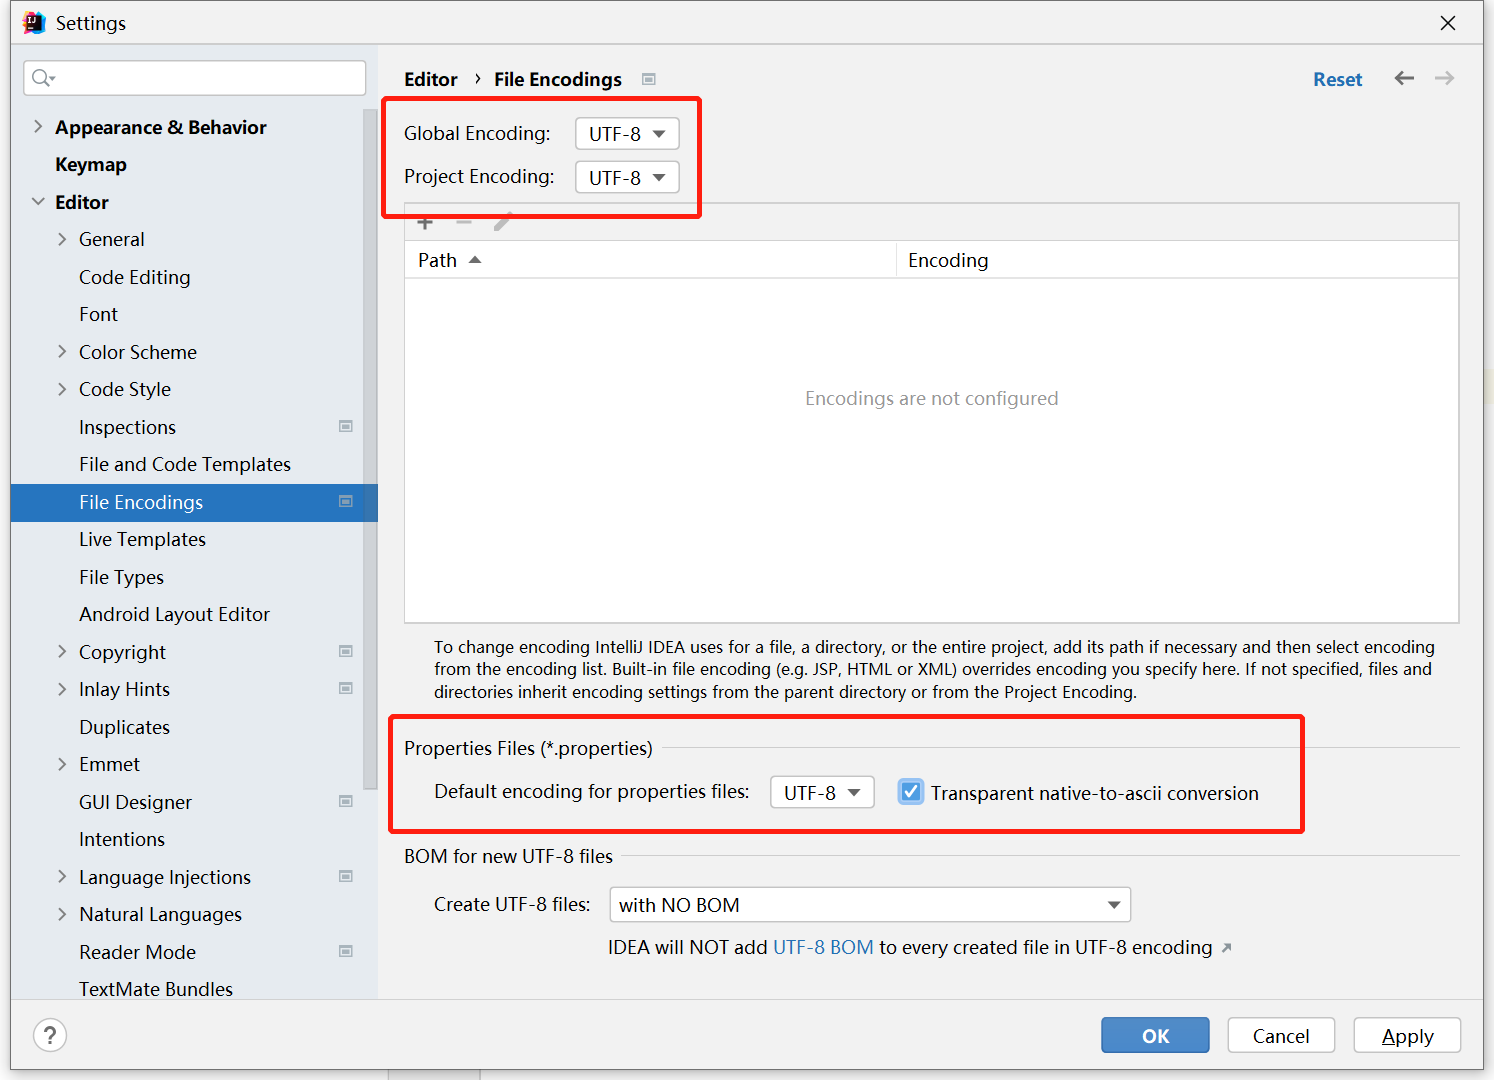 Settings
Editor › File Encodings
Reset
Appearance & Behavior
Keymap
Editor
General
Code Editing
Font
Color Scheme
Code Style
Inspections
File and Code Templates
File Encodings
Live Templates
File Types
Android Layout Editor
Copyright
Inlay Hints
Duplicates
Emmet
GUI Designer
Intentions
Language Injections
Natural Languages
Reader Mode
TextMate Bundles
Global Encoding: UTF-8
Project Encoding: UTF-8
Path Encoding
Encodings are not configured
To change encoding IntelliJ IDEA uses for a file, a directory, or the entire project, add its path if necessary and then select encoding
from the encoding list. Built-in file encoding (e.g. JSP, HTML or XML) overrides encoding you specify here. If not specified, files and
directories inherit encoding settings from the parent directory or from the Project Encoding.
Properties Files (*.properties)
Default encoding for properties files: UTF-8 Transparent native-to-ascii conversion
BOM for new UTF-8 files
Create UTF-8 files: with NO BOM
IDEA will NOT add UTF-8 BOM to every created file in UTF-8 encoding
? OK Cancel Apply